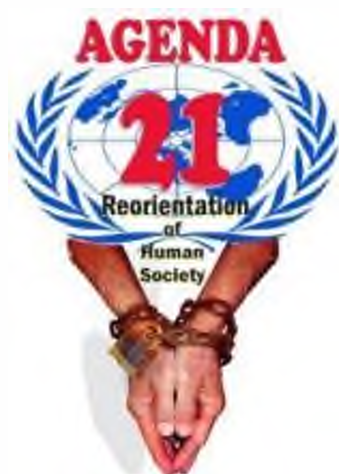 AGENDA
21
Reorientation
of
Human
Society